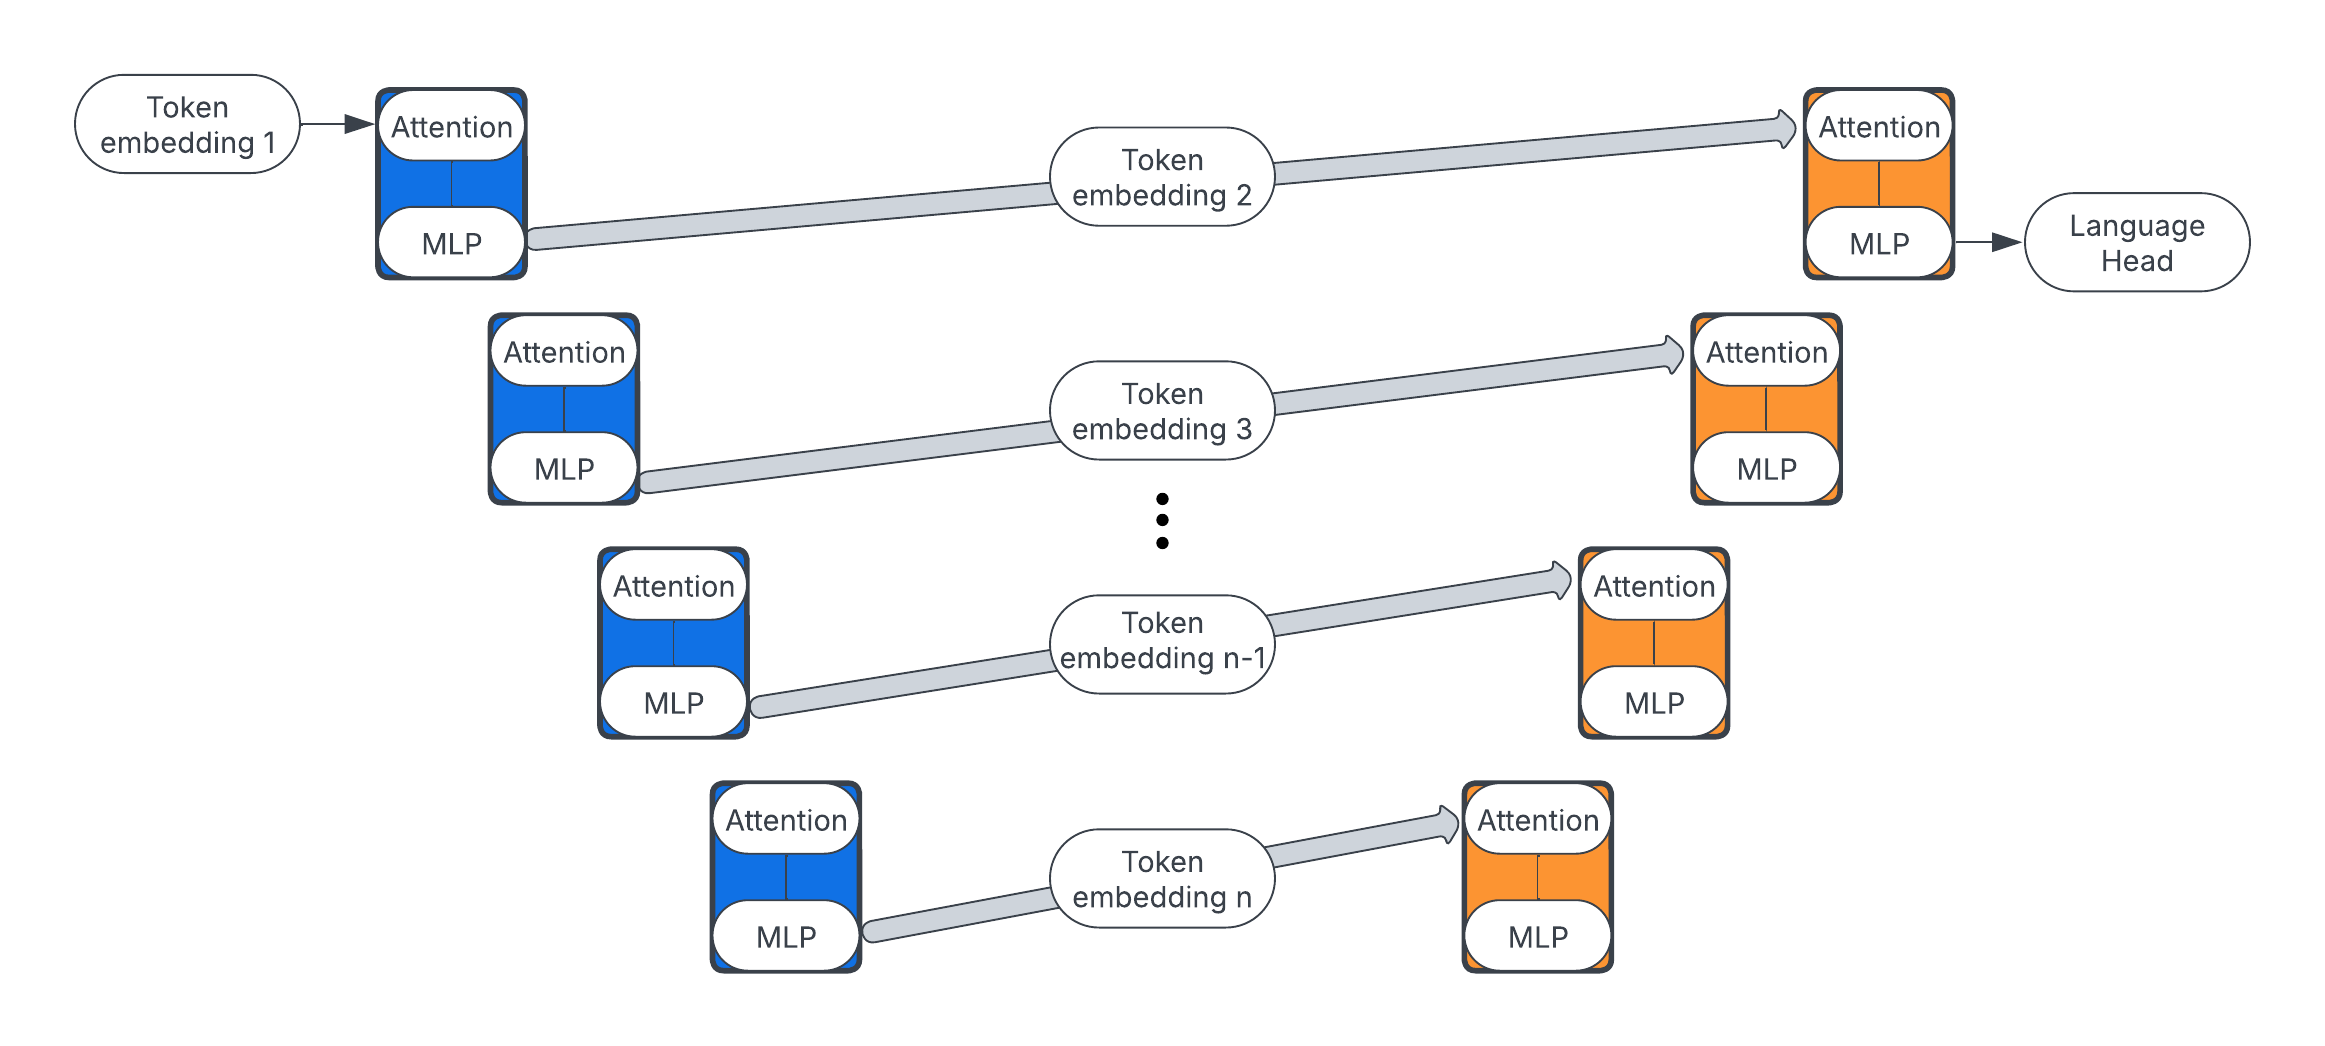 Token
embedding 1
Attention
MLP
Token
embedding 2
Attention
MLP
Language
Head
Attention
MLP
Token
embedding 3
Attention
MLP
Attention
MLP
Token
embedding n-1
Attention
MLP
Attention
MLP
Token
embedding n
Attention
MLP